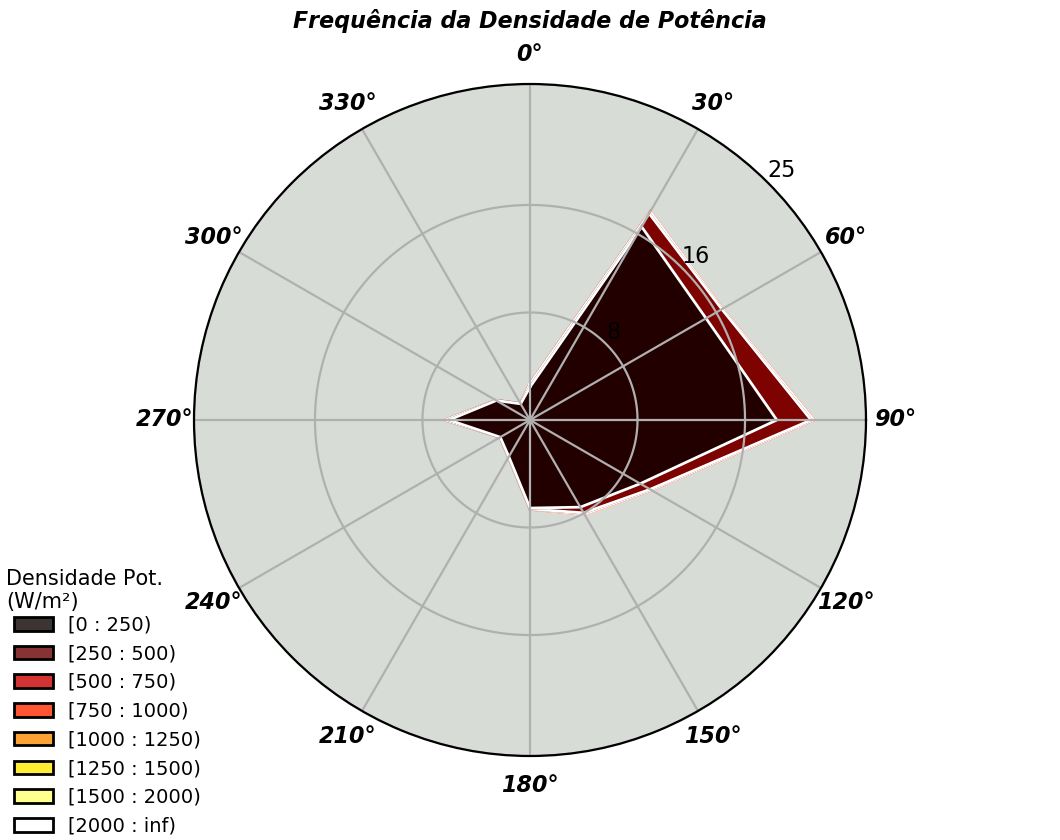 Frequência da Densidade de Potência
0°
330°
30°
25
300°
60°
16
8
270°
90°
240°
120°
210°
150°
180°
Densidade Pot.
(W/m²)
[0 : 250)
[250 : 500)
[500 : 750)
[750 : 1000)
[1000 : 1250)
[1250 : 1500)
[1500 : 2000)
[2000 : inf)